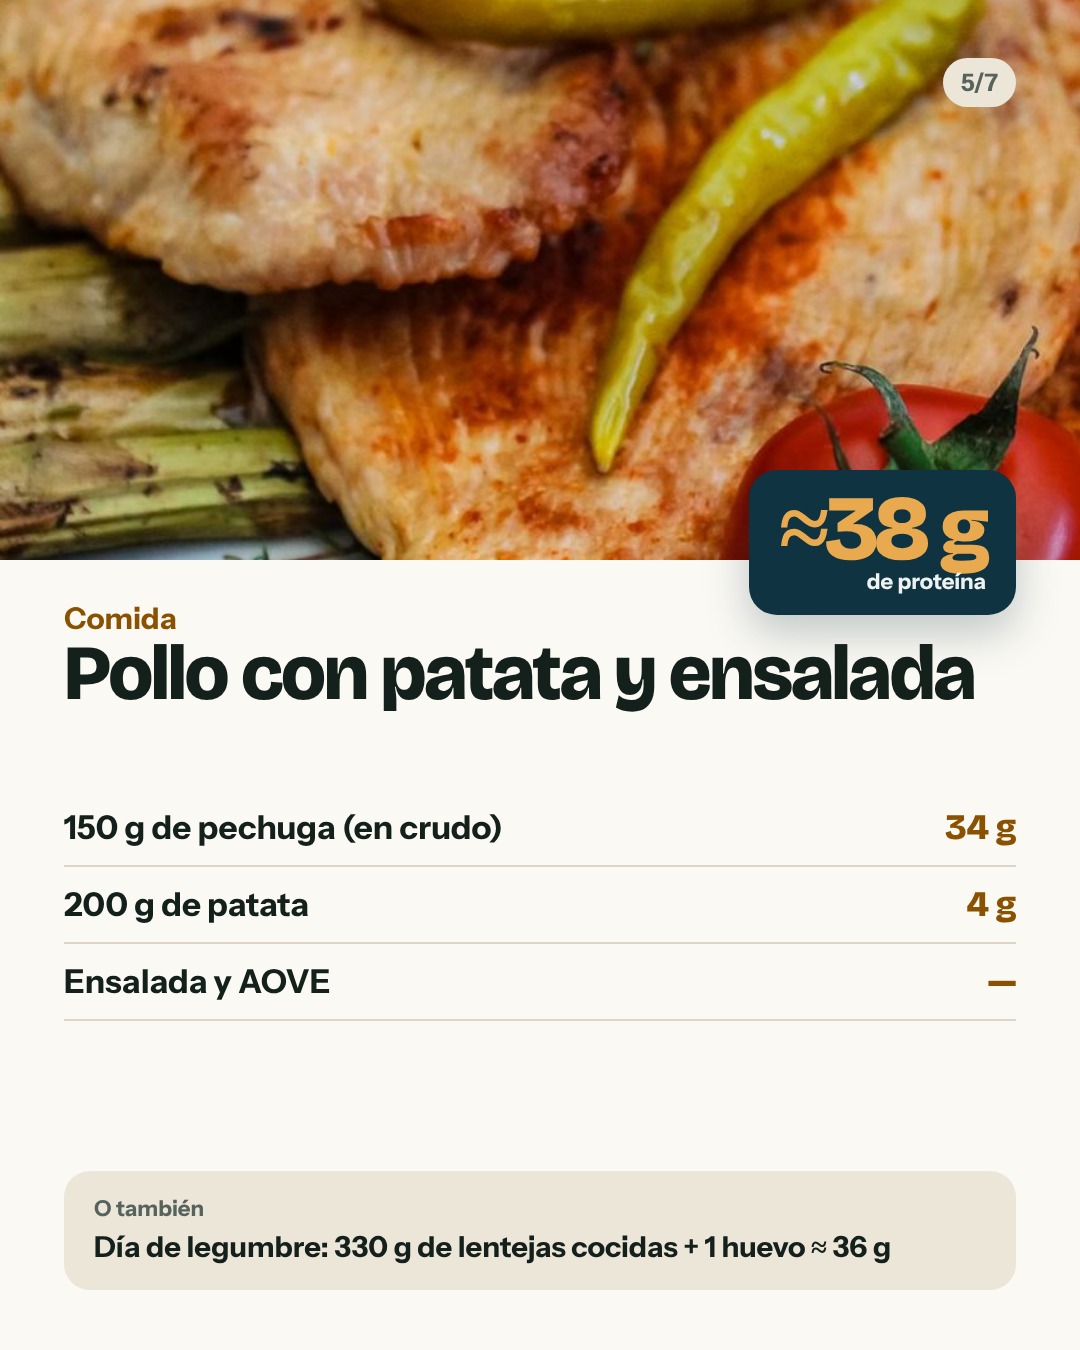 5/7
≈38 g
de proteína
Comida
Pollo con patata y ensalada
150 g de pechuga (en crudo) 34 g
200 g de patata 4 g
Ensalada y AOVE —
O también
Día de legumbre: 330 g de lentejas cocidas + 1 huevo ≈ 36 g